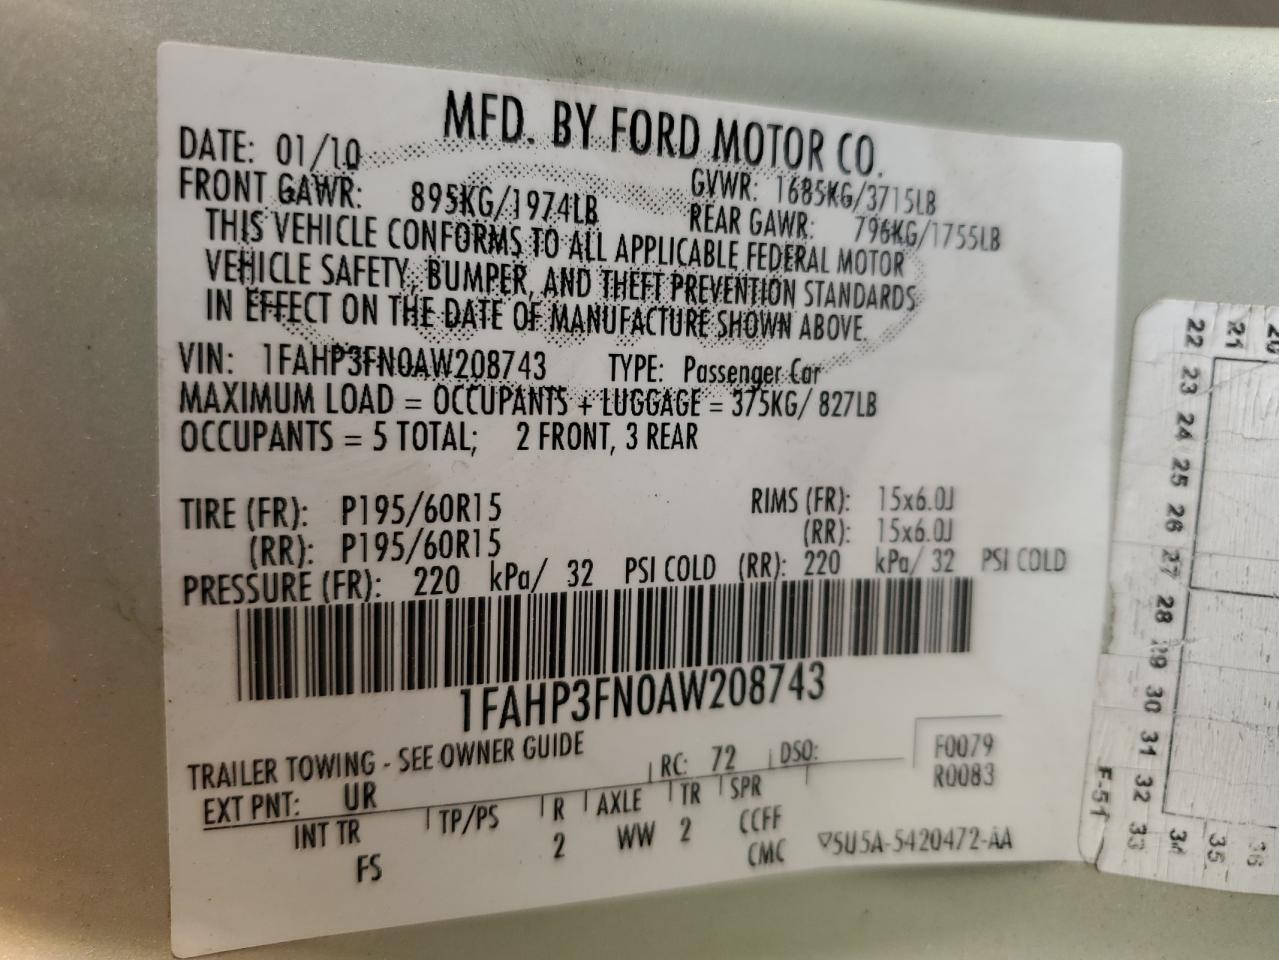 MFD. BY FORD MOTOR CO.
DATE: 01/10 GVWR: 1685KG/3715LB
FRONT GAWR: 895KG/1974LB REAR GAWR: 796KG/1755LB
THIS VEHICLE CONFORMS TO ALL APPLICABLE FEDERAL MOTOR
VEHICLE SAFETY, BUMPER, AND THEFT PREVENTION STANDARDS
IN EFFECT ON THE DATE OF MANUFACTURE SHOWN ABOVE.
VIN: 1FAHP3FN0AW208743 TYPE: Passenger Car
MAXIMUM LOAD = OCCUPANTS + LUGGAGE = 375KG/ 827LB
OCCUPANTS = 5 TOTAL; 2 FRONT, 3 REAR
TIRE (FR): P195/60R15 RIMS (FR): 15x6.0J
(RR): P195/60R15 (RR): 15x6.0J
PRESSURE (FR): 220 kPa/ 32 PSI COLD (RR): 220 kPa/ 32 PSI COLD
1FAHP3FN0AW208743
TRAILER TOWING - SEE OWNER GUIDE
EXT PNT: UR RC: 72 DSO: F0079
R0083
INT TR TP/PS R AXLE TR SPR
FS 2 WW 2 CCFF
CMC
▽5U5A-5420472-AA
20
21
22
23
24
25
26
27
28
29
30
31
32
33
34
35
36
F-51